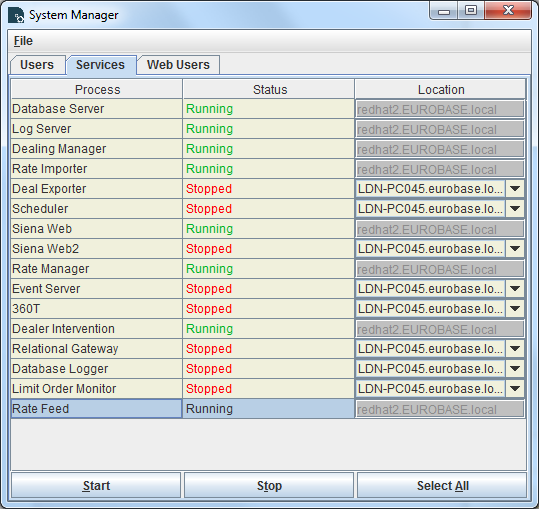 System Manager
File
Users Services Web Users
Process Status Location
Database Server Running redhat2.EUROBASE.local
Log Server Running redhat2.EUROBASE.local
Dealing Manager Running redhat2.EUROBASE.local
Rate Importer Running redhat2.EUROBASE.local
Deal Exporter Stopped LDN-PC045.eurobase.lo...
Scheduler Stopped LDN-PC045.eurobase.lo...
Siena Web Running redhat2.EUROBASE.local
Siena Web2 Stopped LDN-PC045.eurobase.lo...
Rate Manager Running redhat2.EUROBASE.local
Event Server Stopped LDN-PC045.eurobase.lo...
360T Stopped LDN-PC045.eurobase.lo...
Dealer Intervention Running redhat2.EUROBASE.local
Relational Gateway Stopped LDN-PC045.eurobase.lo...
Database Logger Stopped LDN-PC045.eurobase.lo...
Limit Order Monitor Stopped LDN-PC045.eurobase.lo...
Rate Feed Running redhat2.EUROBASE.local
Start Stop Select All